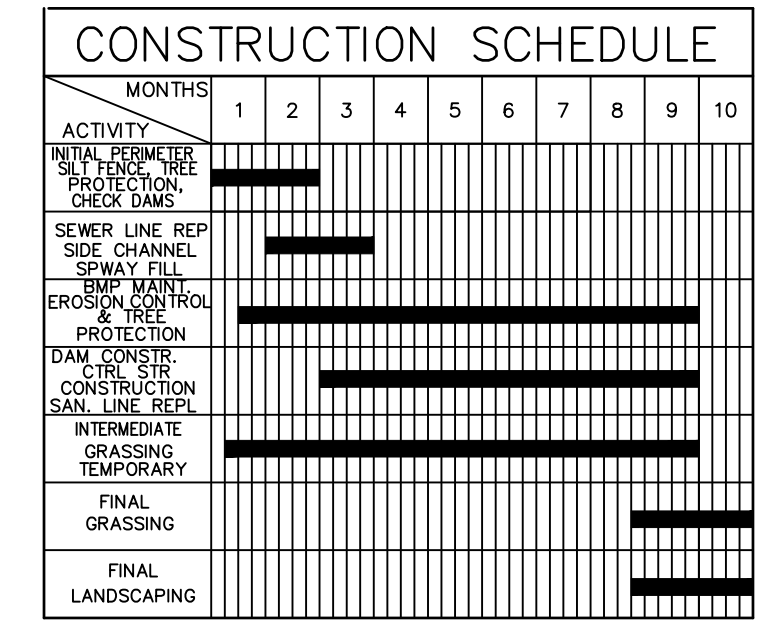 CONSTRUCTION SCHEDULE
MONTHS
ACTIVITY
1 2 3 4 5 6 7 8 9 10
INITIAL PERIMETER
SILT FENCE, TREE
PROTECTION,
CHECK DAMS
SEWER LINE REP
SIDE CHANNEL
SPWAY FILL
BMP MAINT.
EROSION CONTROL
& TREE
PROTECTION
DAM CONSTR.
CTRL STR
CONSTRUCTION
SAN. LINE REPL
INTERMEDIATE
GRASSING
TEMPORARY
FINAL
GRASSING
FINAL
LANDSCAPING